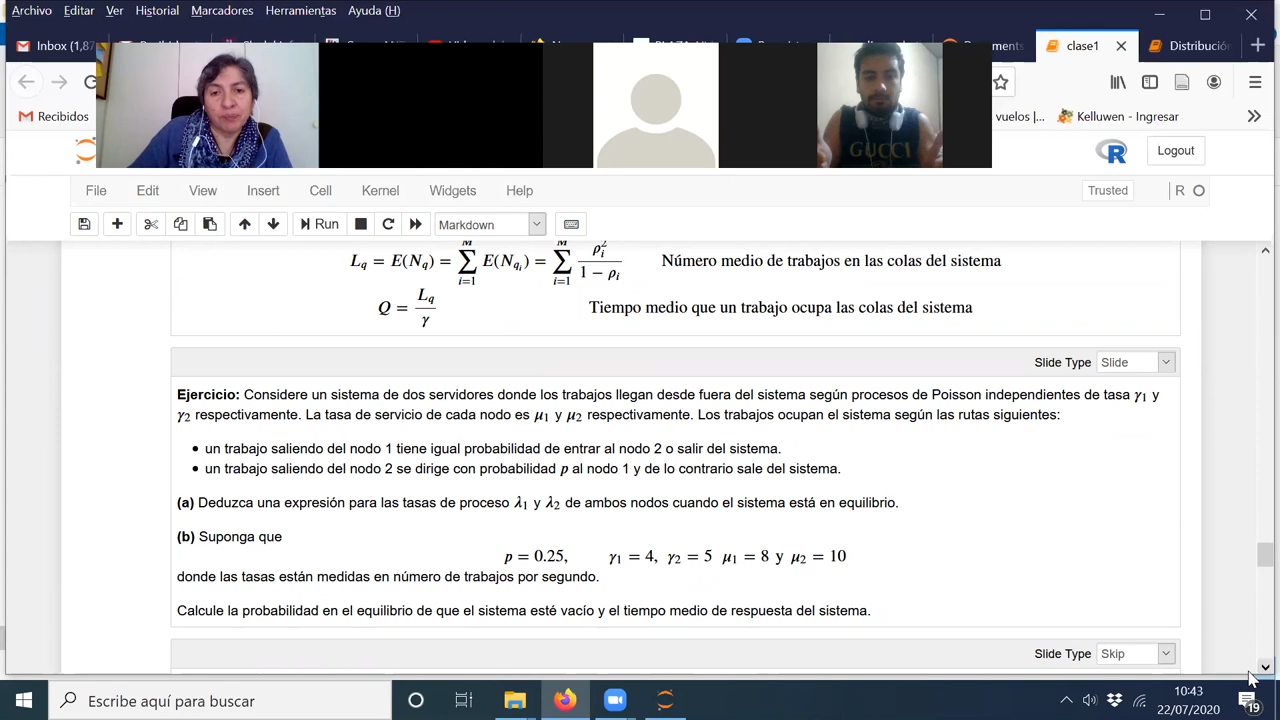 Archivo Editar Ver Historial Marcadores Herramientas Ayuda (H)
Inbox (1,87
clase1
Distribució
Recibidos
vuelos |...
Kelluwen - Ingresar
GUCCI
R
Logout
File Edit View Insert Cell Kernel Widgets Help
Trusted
R
Run
Markdown
L_q = E(N_q) = ∑_{i=1}^{M} E(N_{q_i}) = ∑_{i=1}^{M} ρ_i^2 / (1 − ρ_i) Número medio de trabajos en las colas del sistema
Q = L_q / γ Tiempo medio que un trabajo ocupa las colas del sistema
Slide Type Slide
Ejercicio: Considere un sistema de dos servidores donde los trabajos llegan desde fuera del sistema según procesos de Poisson independientes de tasa γ1 y
γ2 respectivamente. La tasa de servicio de cada nodo es μ1 y μ2 respectivamente. Los trabajos ocupan el sistema según las rutas siguientes:
• un trabajo saliendo del nodo 1 tiene igual probabilidad de entrar al nodo 2 o salir del sistema.
• un trabajo saliendo del nodo 2 se dirige con probabilidad p al nodo 1 y de lo contrario sale del sistema.
(a) Deduzca una expresión para las tasas de proceso λ1 y λ2 de ambos nodos cuando el sistema está en equilibrio.
(b) Suponga que
p = 0.25, γ1 = 4, γ2 = 5 μ1 = 8 y μ2 = 10
donde las tasas están medidas en número de trabajos por segundo.
Calcule la probabilidad en el equilibrio de que el sistema esté vacío y el tiempo medio de respuesta del sistema.
Slide Type Skip
Escribe aquí para buscar
10:43
22/07/2020
19